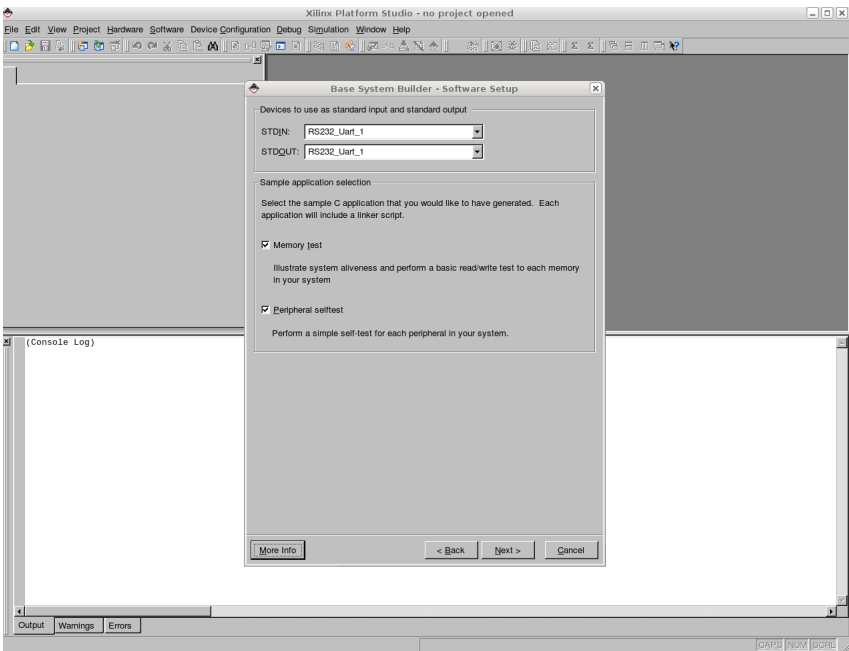 Xilinx Platform Studio - no project opened
File Edit View Project Hardware Software Device Configuration Debug Simulation Window Help
Base System Builder - Software Setup
Devices to use as standard input and standard output
STDIN: RS232_Uart_1
STDOUT: RS232_Uart_1
Sample application selection
Select the sample C application that you would like to have generated. Each
application will include a linker script.
Memory test
Illustrate system aliveness and perform a basic read/write test to each memory
in your system
Peripheral selftest
Perform a simple self-test for each peripheral in your system.
(Console Log)
More Info < Back Next > Cancel
Output Warnings Errors
CAPS NUM SCRL